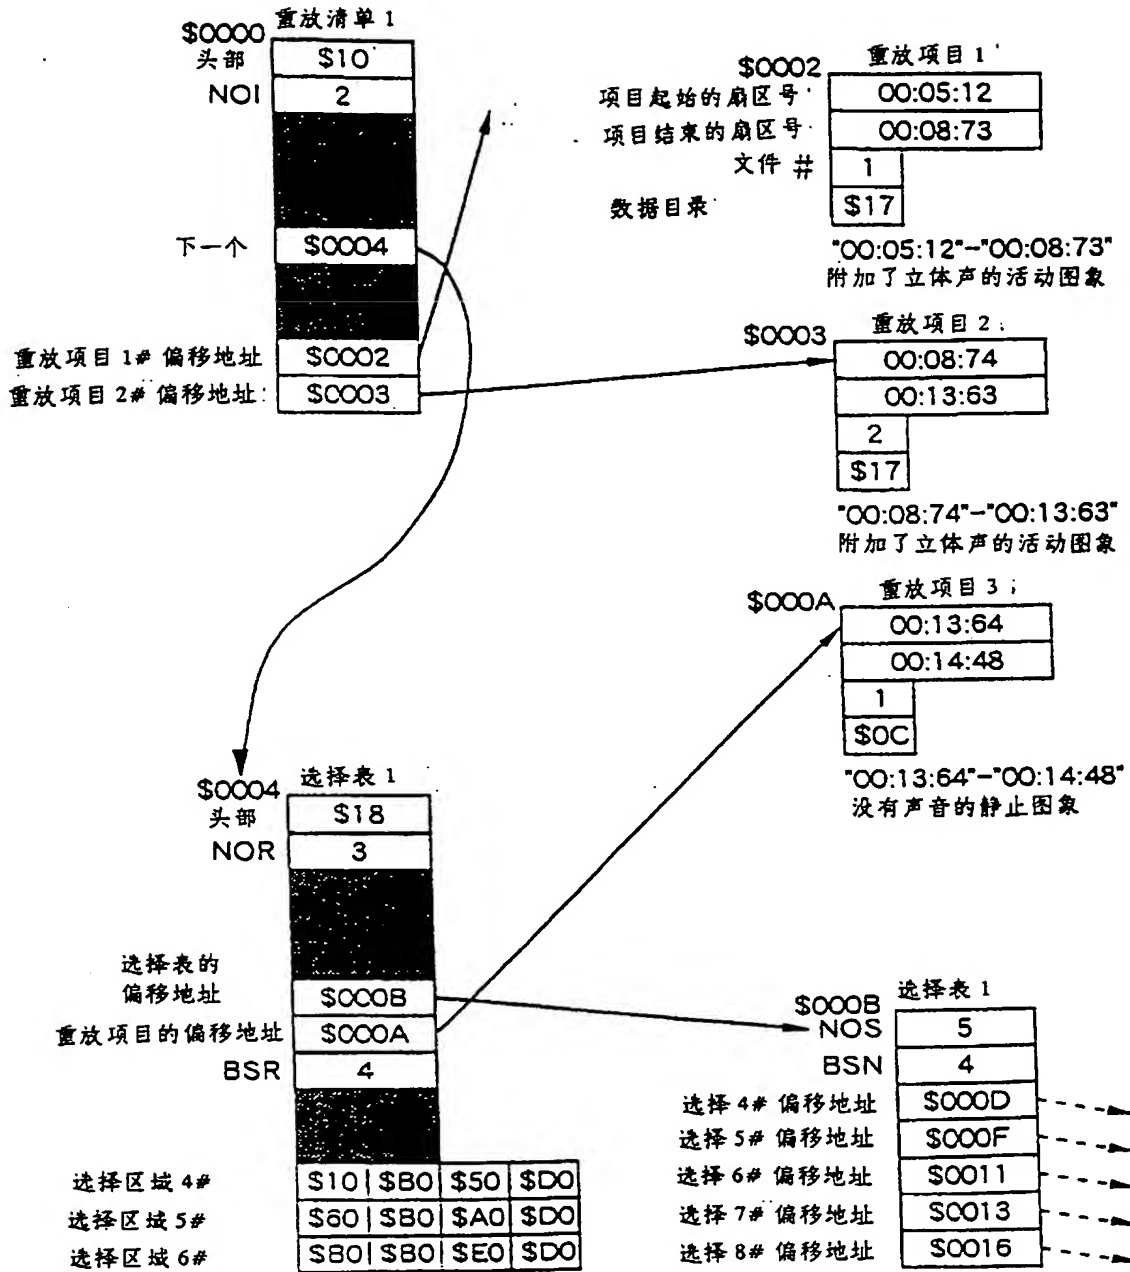 重放清单 1
$0000
头部 $10
NOI 2
下一个 $0004
重放项目 1# 偏移地址 $0002
重放项目 2# 偏移地址: $0003
$0002 重放项目 1
项目起始的扇区号 00:05:12
项目结束的扇区号 00:08:73
文件 # 1
数据目录 $17
"00:05:12"-"00:08:73"
附加了立体声的活动图象
$0003 重放项目 2
00:08:74
00:13:63
2
$17
"00:08:74"-"00:13:63"
附加了立体声的活动图象
$000A 重放项目 3
00:13:64
00:14:48
1
$0C
"00:13:64"-"00:14:48"
没有声音的静止图象
$0004 选择表 1
头部 $18
NOR 3
选择表的
偏移地址 $000B
重放项目的偏移地址 $000A
BSR 4
选择区域 4# $10 $B0 $50 $D0
选择区域 5# $60 $B0 $A0 $D0
选择区域 6# $B0 $B0 $E0 $D0
$000B 选择表 1
NOS 5
BSN 4
选择 4# 偏移地址 $000D
选择 5# 偏移地址 $000F
选择 6# 偏移地址 $0011
选择 7# 偏移地址 $0013
选择 8# 偏移地址 $0016